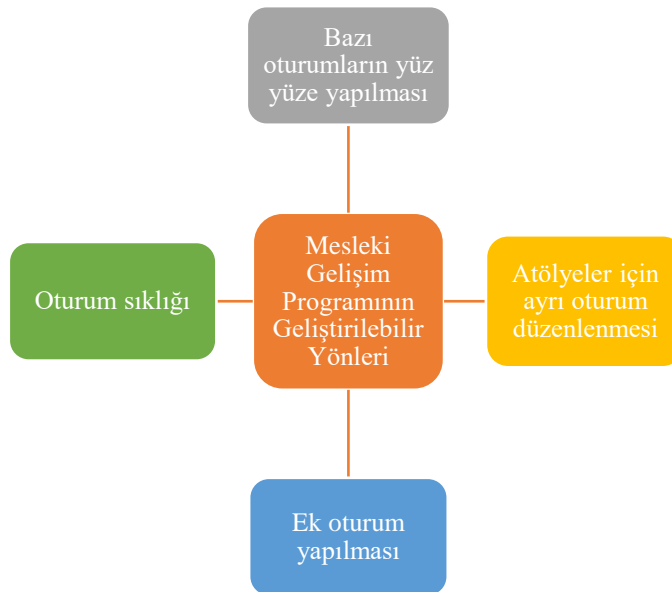 Bazı
oturumların yüz
yüze yapılması
Oturum sıklığı
Mesleki
Gelişim
Programının
Geliştirilebilir
Yönleri
Atölyeler için
ayrı oturum
düzenlenmesi
Ek oturum
yapılması